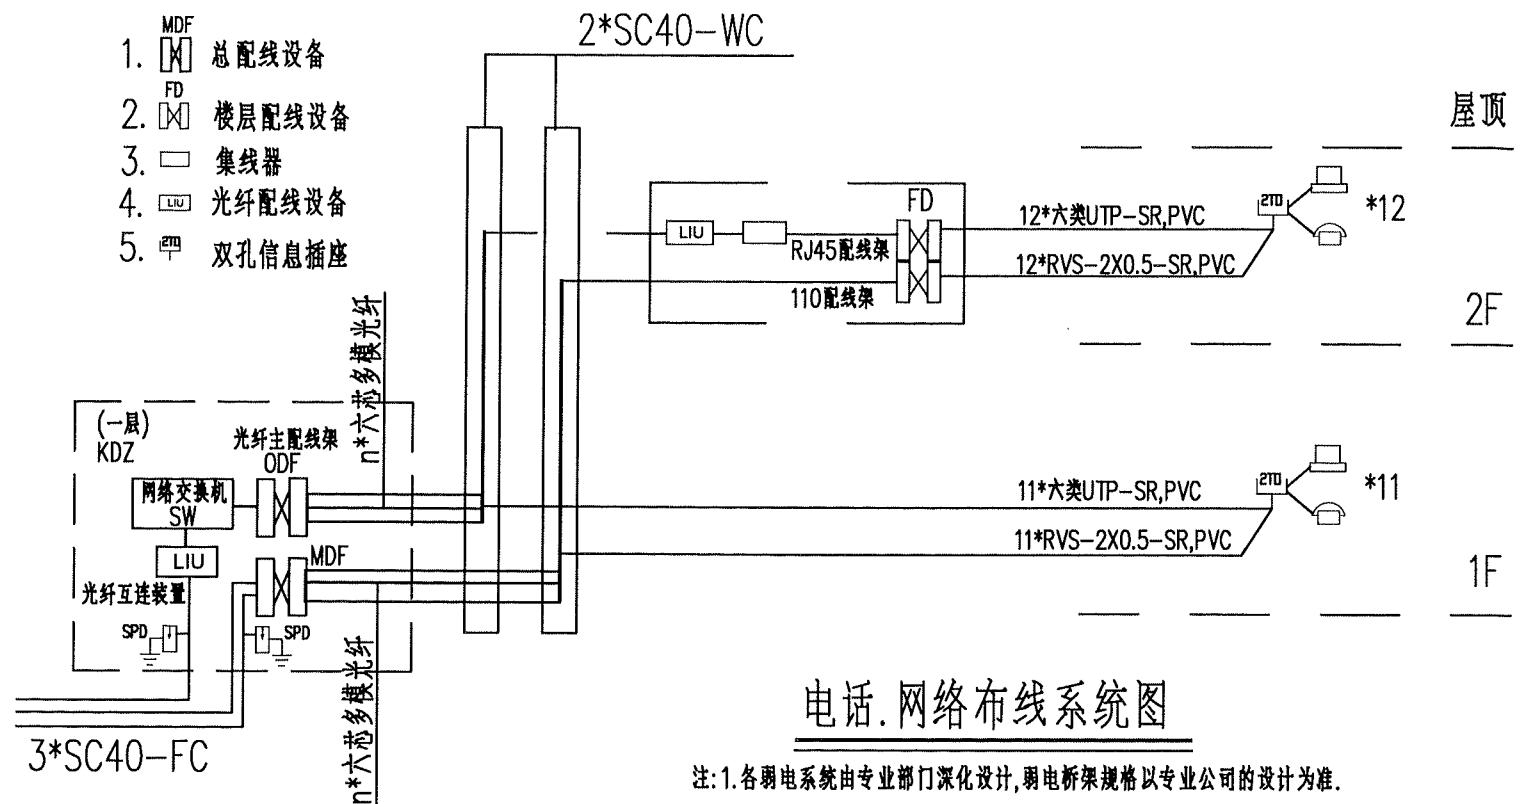 2*SC40-WC
MDF
1. 总配线设备
FD
2. 楼层配线设备
3. 集线器
4. LIU 光纤配线设备
5. 2TO 双孔信息插座
屋顶
FD
LIU
RJ45配线架
110配线架
12*六类UTP-SR,PVC
12*RVS-2X0.5-SR,PVC
2TO
*12
2F
n*六芯多模光纤
(一层)
KDZ
光纤主配线架
ODF
网络交换机
SW
LIU
光纤互连装置
MDF
SPD
SPD
n*六芯多模光纤
11*六类UTP-SR,PVC
11*RVS-2X0.5-SR,PVC
2TO
*11
1F
3*SC40-FC
电话.网络布线系统图
注:1.各弱电系统由专业部门深化设计,弱电桥架规格以专业公司的设计为准.